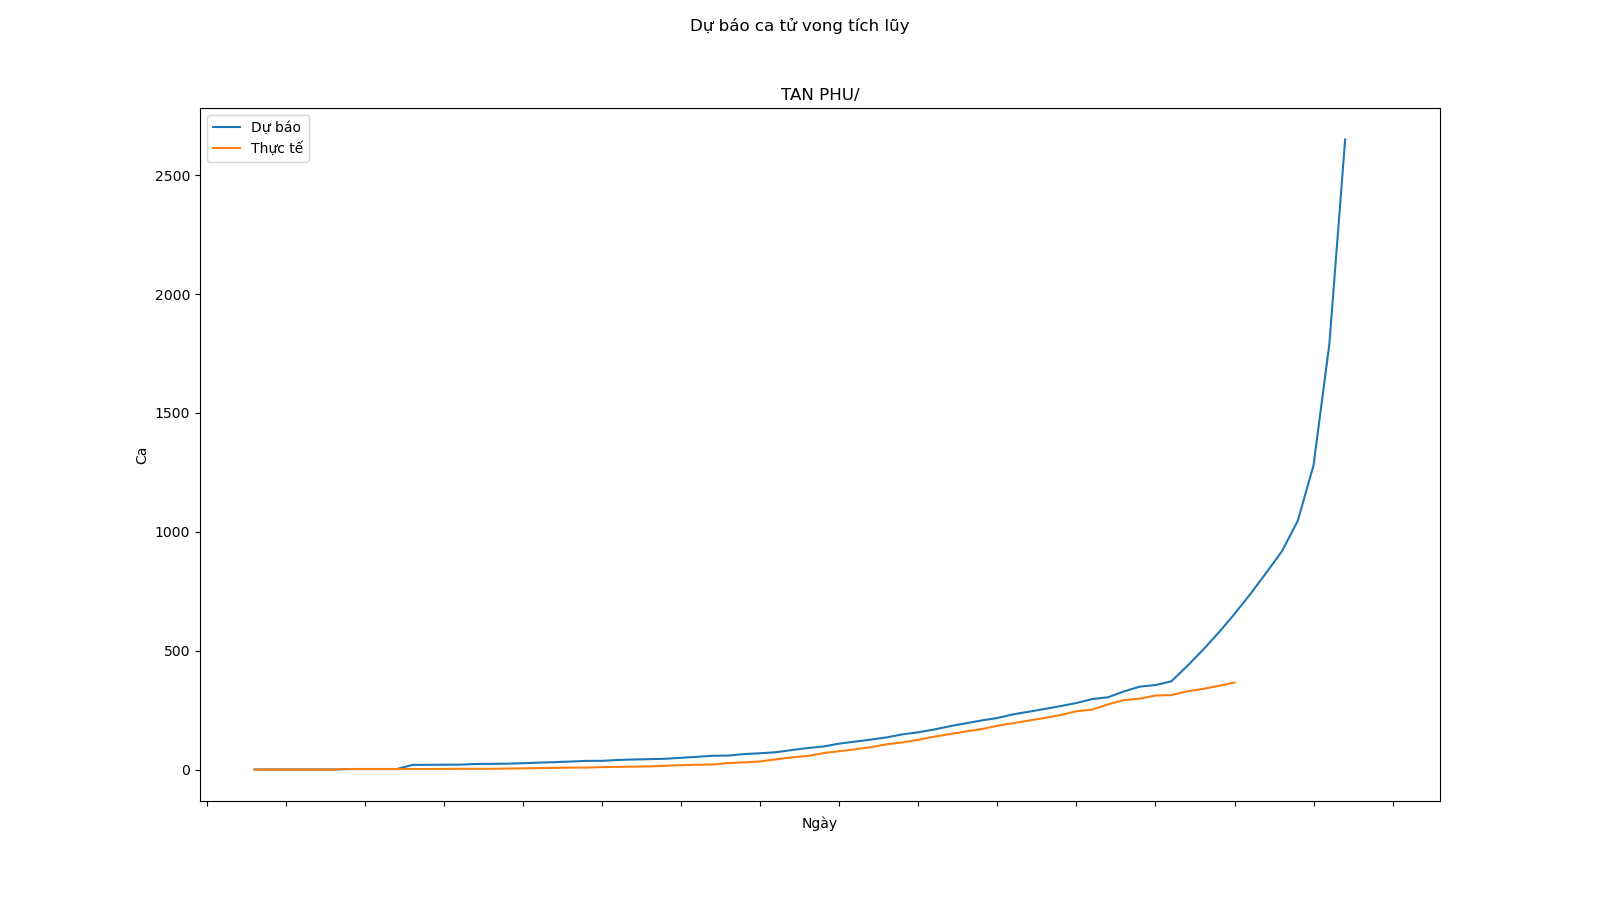 Dự báo ca tử vong tích lũy
TAN PHU/
Dự báo
Thực tế
2500
2000
1500
1000
500
0
Ca
Ngày